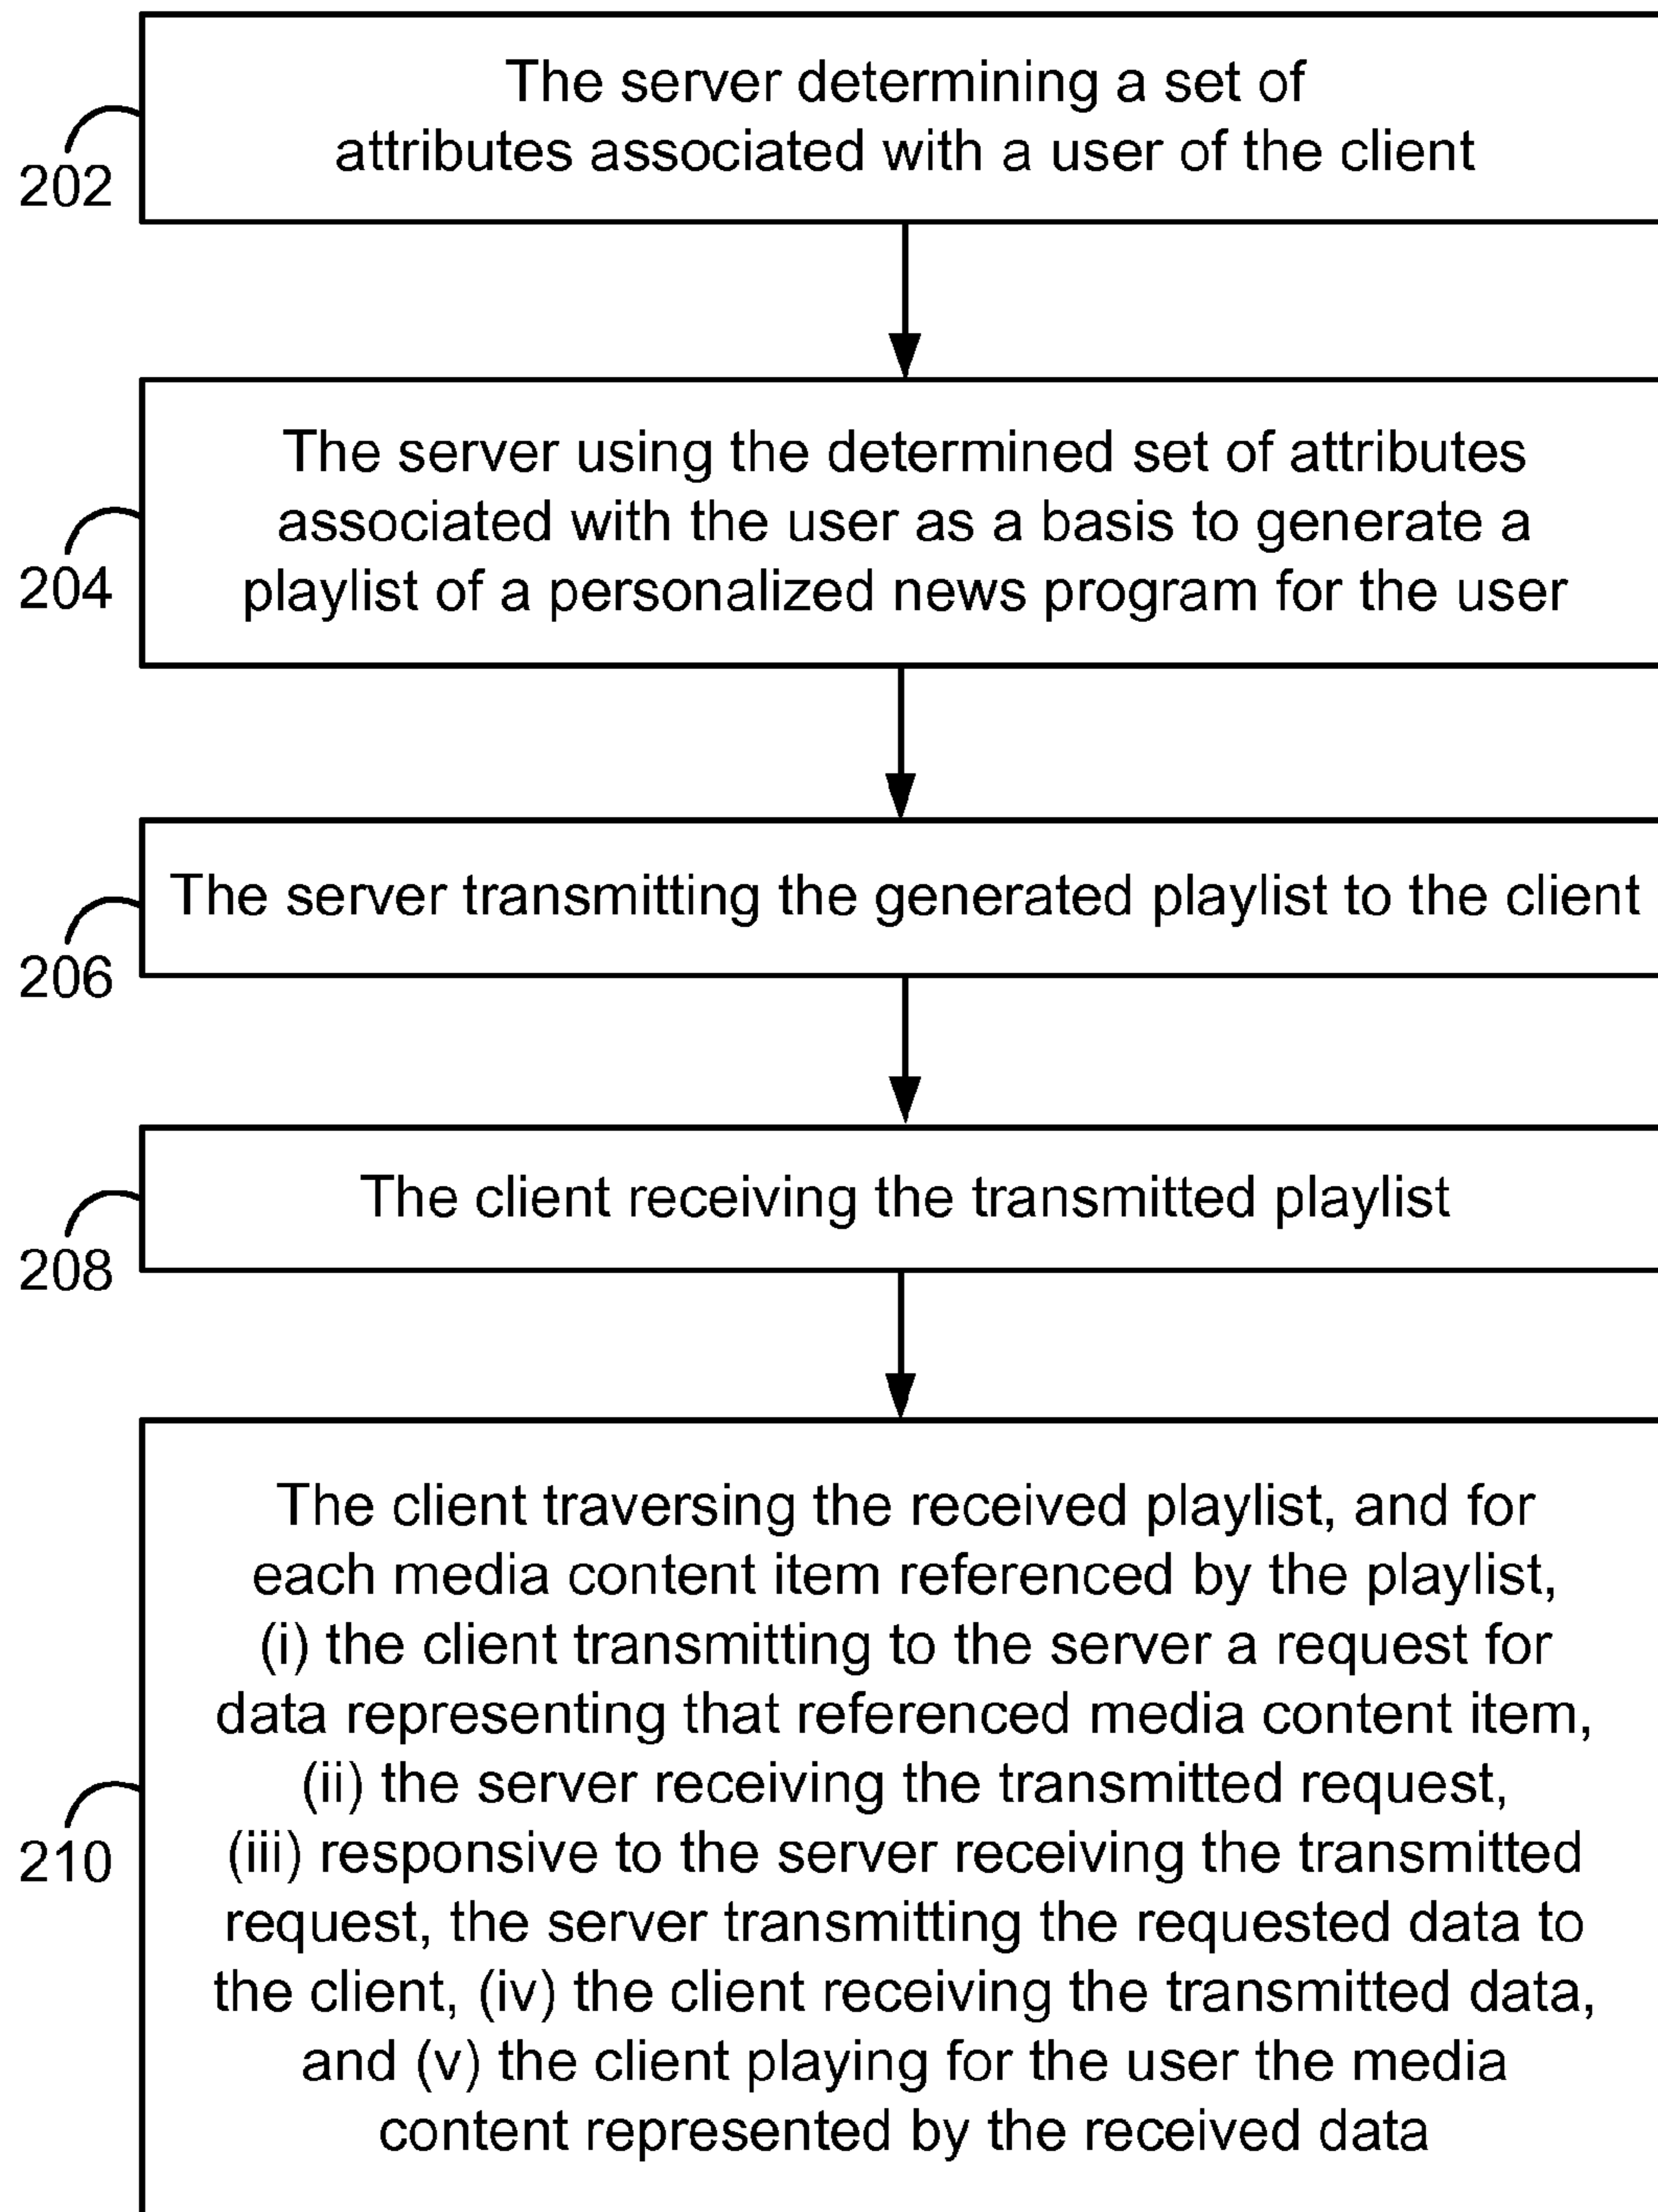 The server determining a set of
attributes associated with a user of the client
202
The server using the determined set of attributes
associated with the user as a basis to generate a
playlist of a personalized news program for the user
204
The server transmitting the generated playlist to the client
206
The client receiving the transmitted playlist
208
The client traversing the received playlist, and for
each media content item referenced by the playlist,
(i) the client transmitting to the server a request for
data representing that referenced media content item,
(ii) the server receiving the transmitted request,
(iii) responsive to the server receiving the transmitted
request, the server transmitting the requested data to
the client, (iv) the client receiving the transmitted data,
and (v) the client playing for the user the media
content represented by the received data
210